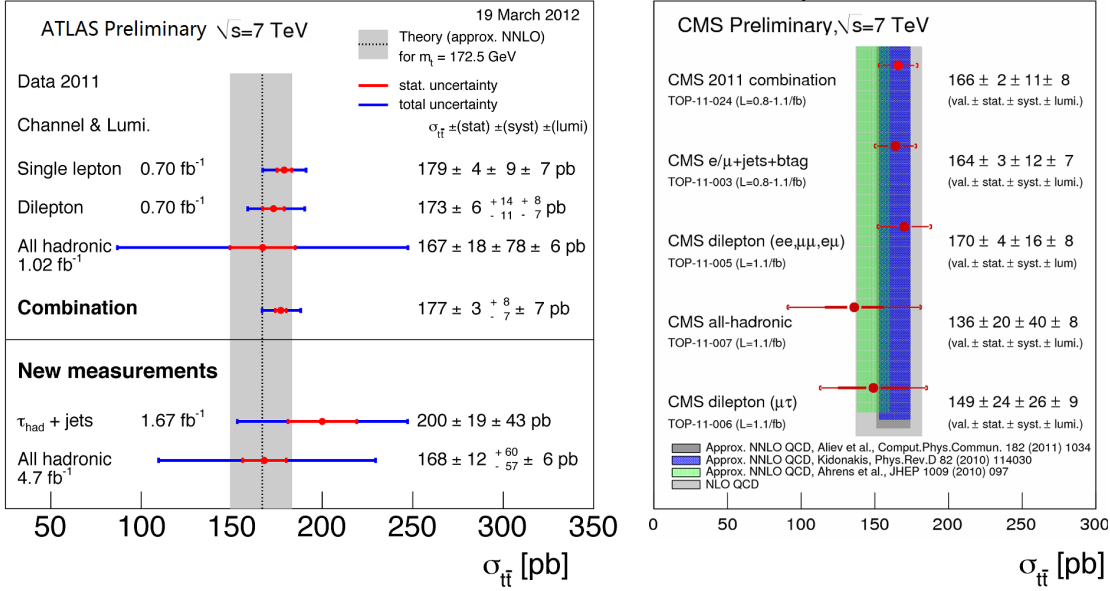 ATLAS Preliminary √s=7 TeV
19 March 2012
Theory (approx. NNLO)
for m_t = 172.5 GeV
stat. uncertainty
total uncertainty
Data 2011
Channel & Lumi.
σ_tt̄ ±(stat) ±(syst) ±(lumi)
Single lepton 0.70 fb⁻¹ 179 ± 4 ± 9 ± 7 pb
Dilepton 0.70 fb⁻¹ 173 ± 6 +14 -11 +8 -7 pb
All hadronic 167 ± 18 ± 78 ± 6 pb
1.02 fb⁻¹
Combination 177 ± 3 +8 -7 ± 7 pb
New measurements
τ_had + jets 1.67 fb⁻¹ 200 ± 19 ± 43 pb
All hadronic 168 ± 12 +60 -57 ± 6 pb
4.7 fb⁻¹
50 100 150 200 250 300 350
σ_tt̄ [pb]
CMS Preliminary,√s=7 TeV
CMS 2011 combination 166 ± 2 ± 11 ± 8
TOP-11-024 (L=0.8-1.1/fb) (val. ± stat. ± syst. ± lumi.)
CMS e/μ+jets+btag 164 ± 3 ± 12 ± 7
TOP-11-003 (L=0.8-1.1/fb) (val. ± stat. ± syst. ± lumi.)
CMS dilepton (ee,μμ,eμ) 170 ± 4 ± 16 ± 8
TOP-11-005 (L=1.1/fb) (val. ± stat. ± syst. ± lum)
CMS all-hadronic 136 ± 20 ± 40 ± 8
TOP-11-007 (L=1.1/fb) (val. ± stat. ± syst. ± lumi.)
CMS dilepton (μτ) 149 ± 24 ± 26 ± 9
TOP-11-006 (L=1.1/fb) (val. ± stat. ± syst. ± lumi.)
Approx. NNLO QCD, Aliev et al., Comput.Phys.Commun. 182 (2011) 1034
Approx. NNLO QCD, Kidonakis, Phys.Rev.D 82 (2010) 114030
Approx. NNLO QCD, Ahrens et al., JHEP 1009 (2010) 097
NLO QCD
0 50 100 150 200 250 300
σ_tt̄ [pb]